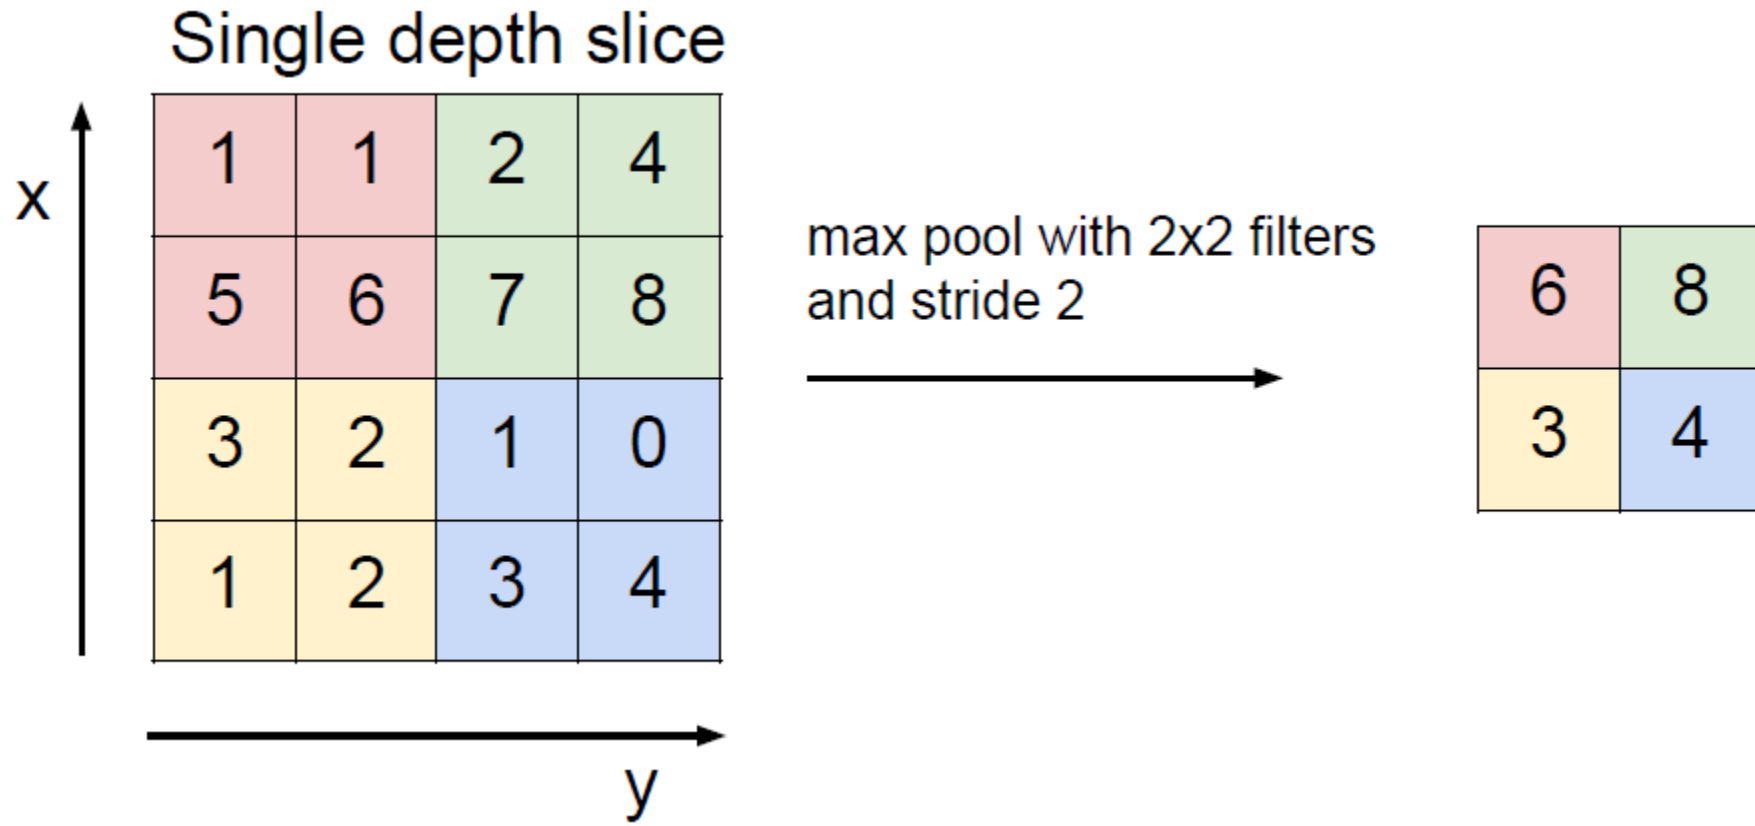 Single depth slice
x
1 1 2 4
5 6 7 8
3 2 1 0
1 2 3 4
y
max pool with 2x2 filters
and stride 2
6 8
3 4